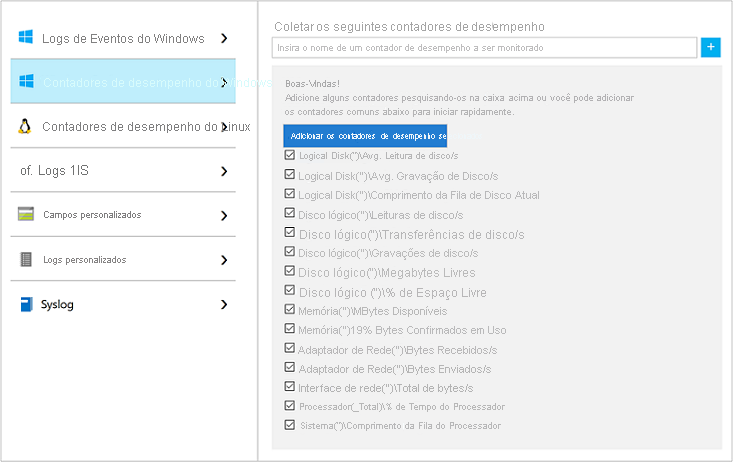 Logs de Eventos do Windows
Contadores de desempenho do Windows
Contadores de desempenho do Linux
of. Logs 1IS
Campos personalizados
Logs personalizados
Syslog
Coletar os seguintes contadores de desempenho
Insira o nome de um contador de desempenho a ser monitorado
+
Boas-Vindas!
Adicione alguns contadores pesquisando-os na caixa acima ou você pode adicionar
os contadores comuns abaixo para iniciar rapidamente.
Adicionar os contadores de desempenho se
Logical Disk(")\Avg. Leitura de disco/s
Logical Disk(")\Avg. Gravação de Disco/s
Logical Disk(")\Comprimento da Fila de Disco Atual
Disco lógico(")\Leituras de disco/s
Disco lógico(")\Transferências de disco/s
Disco lógico(")\Gravações de disco/s
Disco lógico(")\Megabytes Livres
Disco lógico (")\% de Espaço Livre
Memória(")\MBytes Disponíveis
Memória(")19% Bytes Confirmados em Uso
Adaptador de Rede(")\Bytes Recebidos/s
Adaptador de Rede(")\Bytes Enviados/s
Interface de rede(")\Total de bytes/s
Processador(_Total)\% de Tempo do Processador
Sistema(")\Comprimento da Fila do Processador